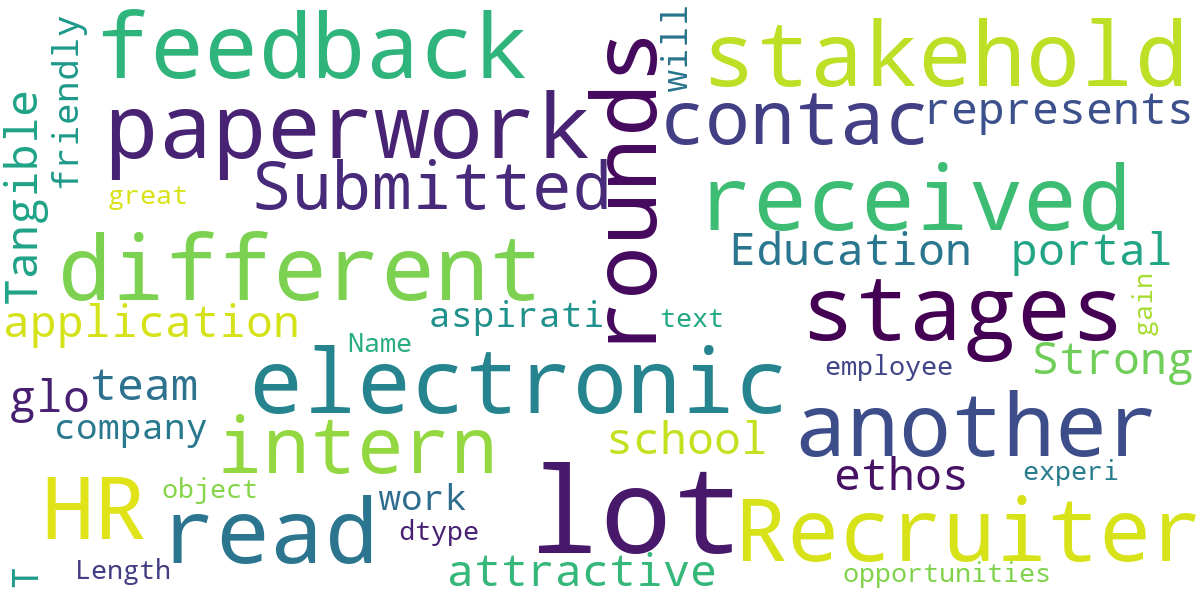 feedback
friendly
will
stakehold
rounds
paperwork
contac
represents
Tangible
Submitted
great
received
different
Education
portal
application
aspirati
text
stages
gain
Name
electronic
employee
Strong
glo
team
company
intern
school
another
HR
object
read
work
dtype
lot
ethos
experi
Recruiter
T
Length
attractive
opportunities